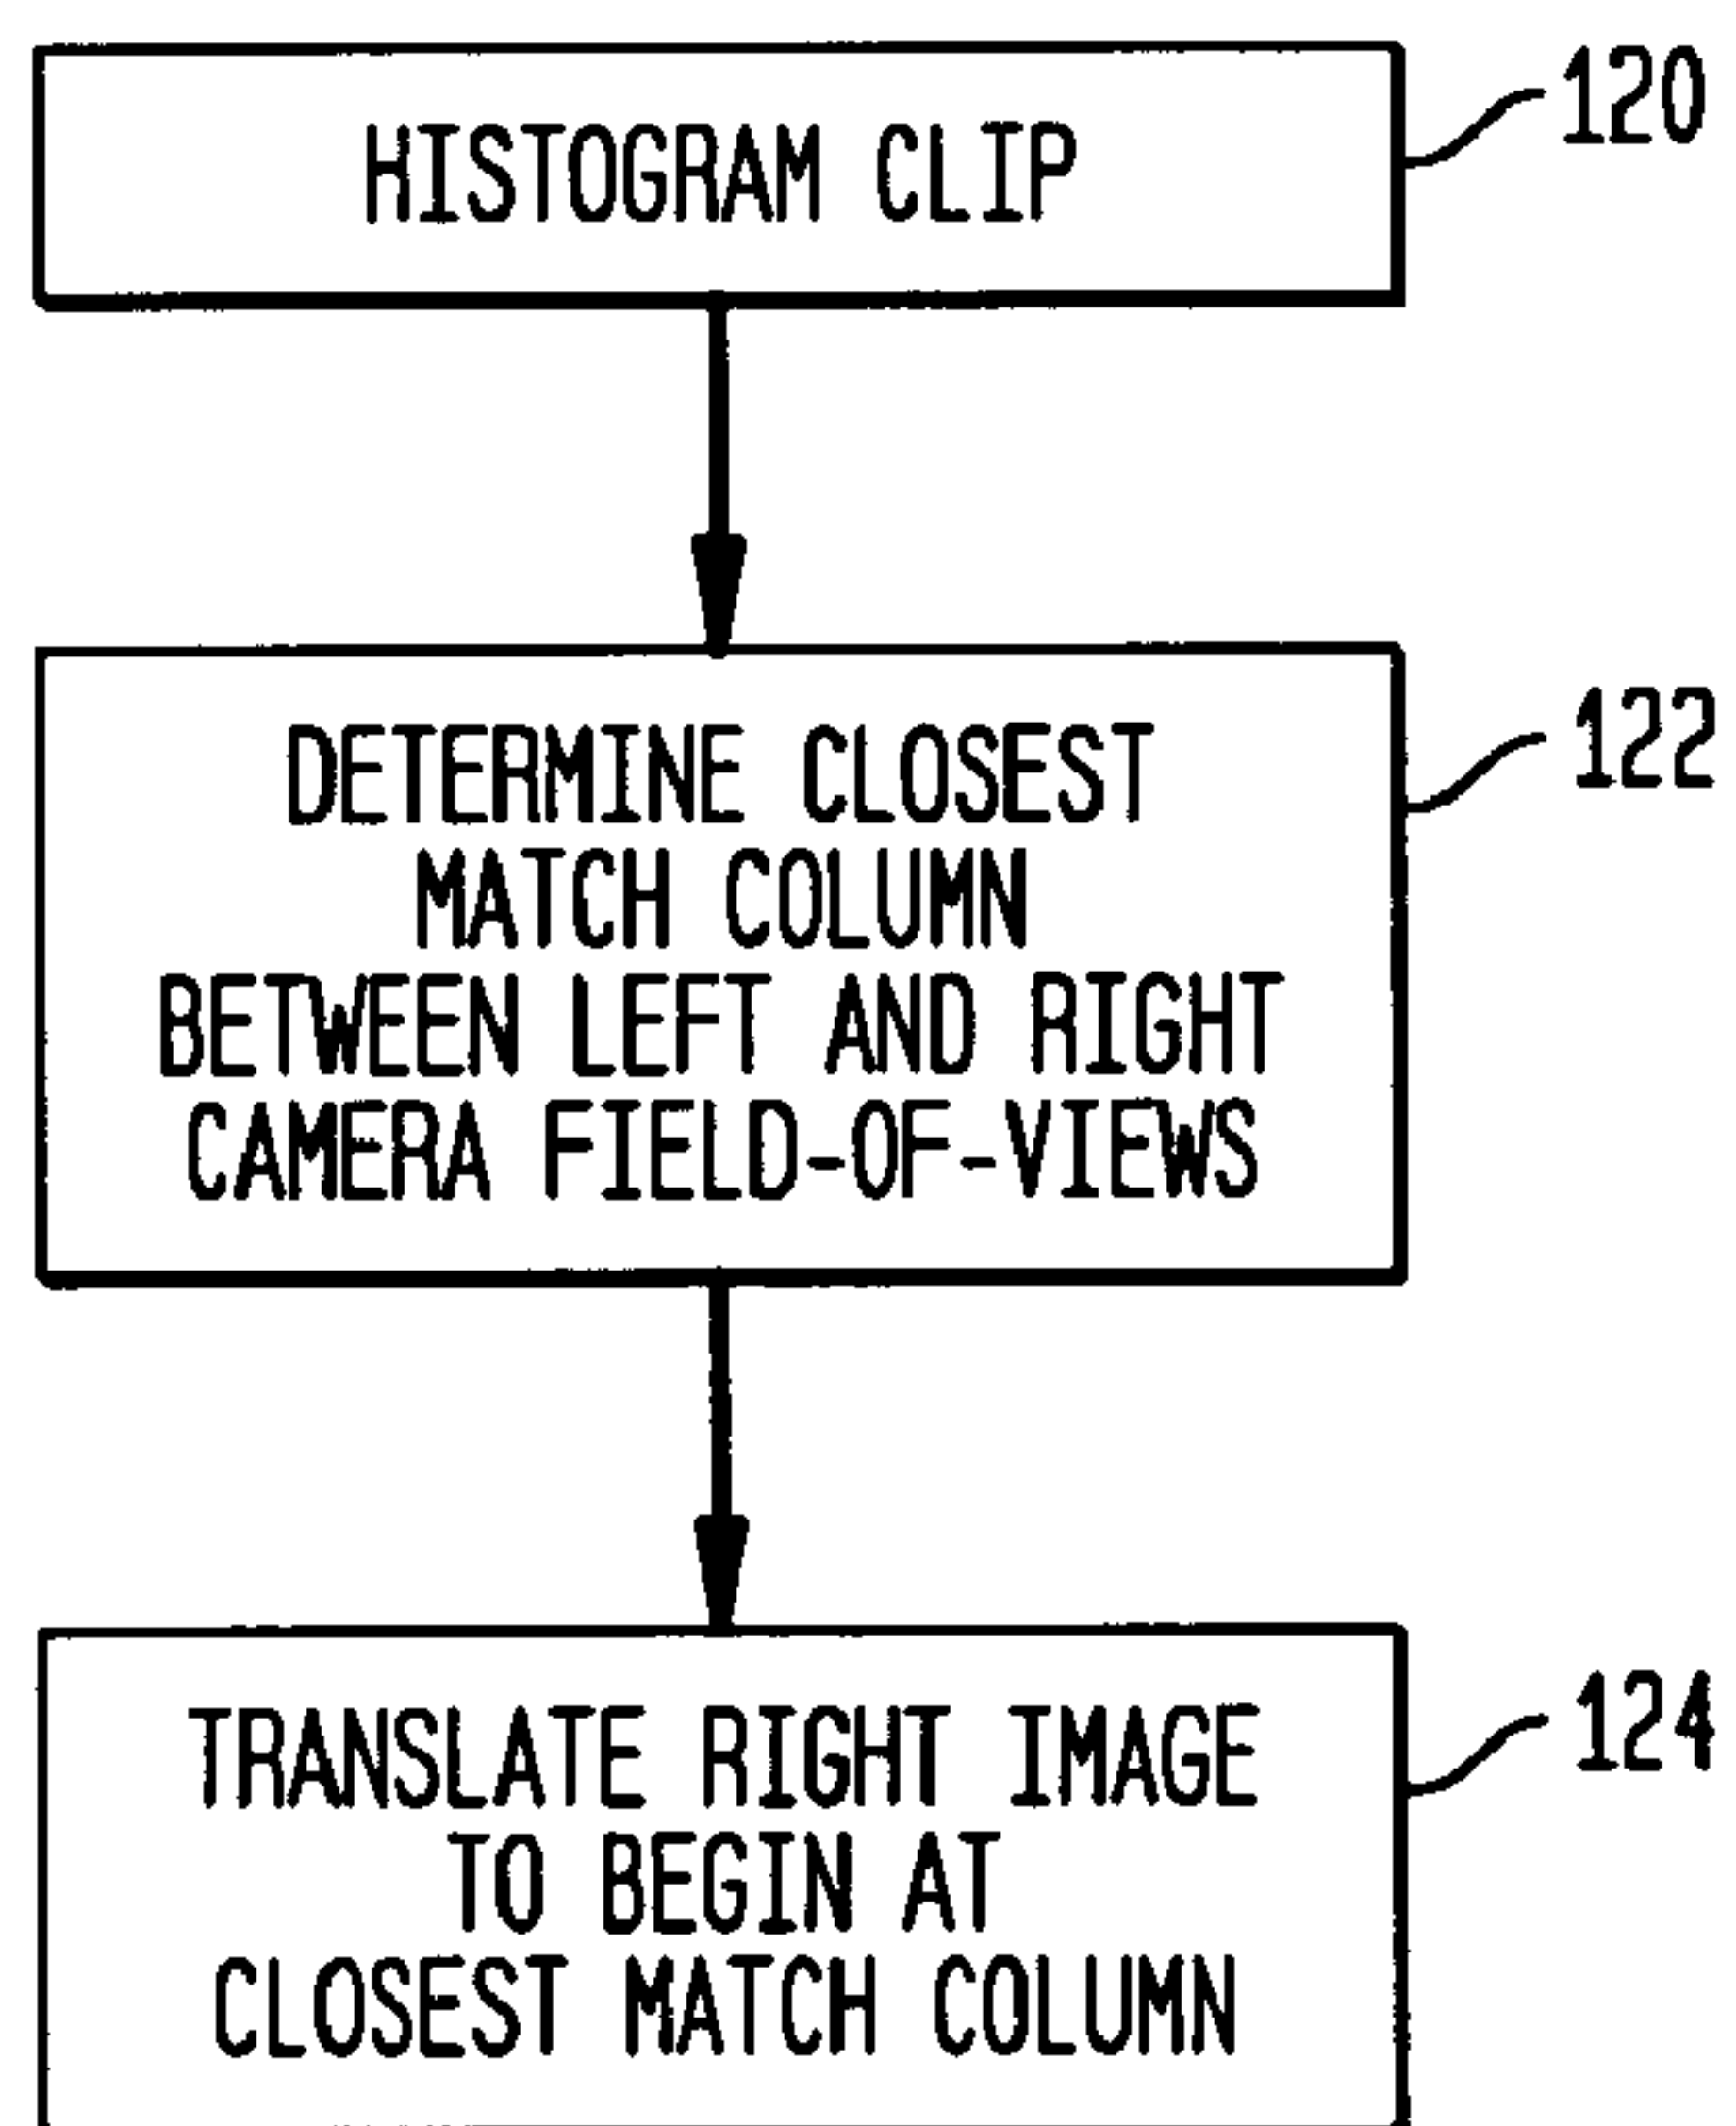 HISTOGRAM CLIP
120
DETERMINE CLOSEST
MATCH COLUMN
BETWEEN LEFT AND RIGHT
CAMERA FIELD-OF-VIEWS
122
TRANSLATE RIGHT IMAGE
TO BEGIN AT
CLOSEST MATCH COLUMN
124